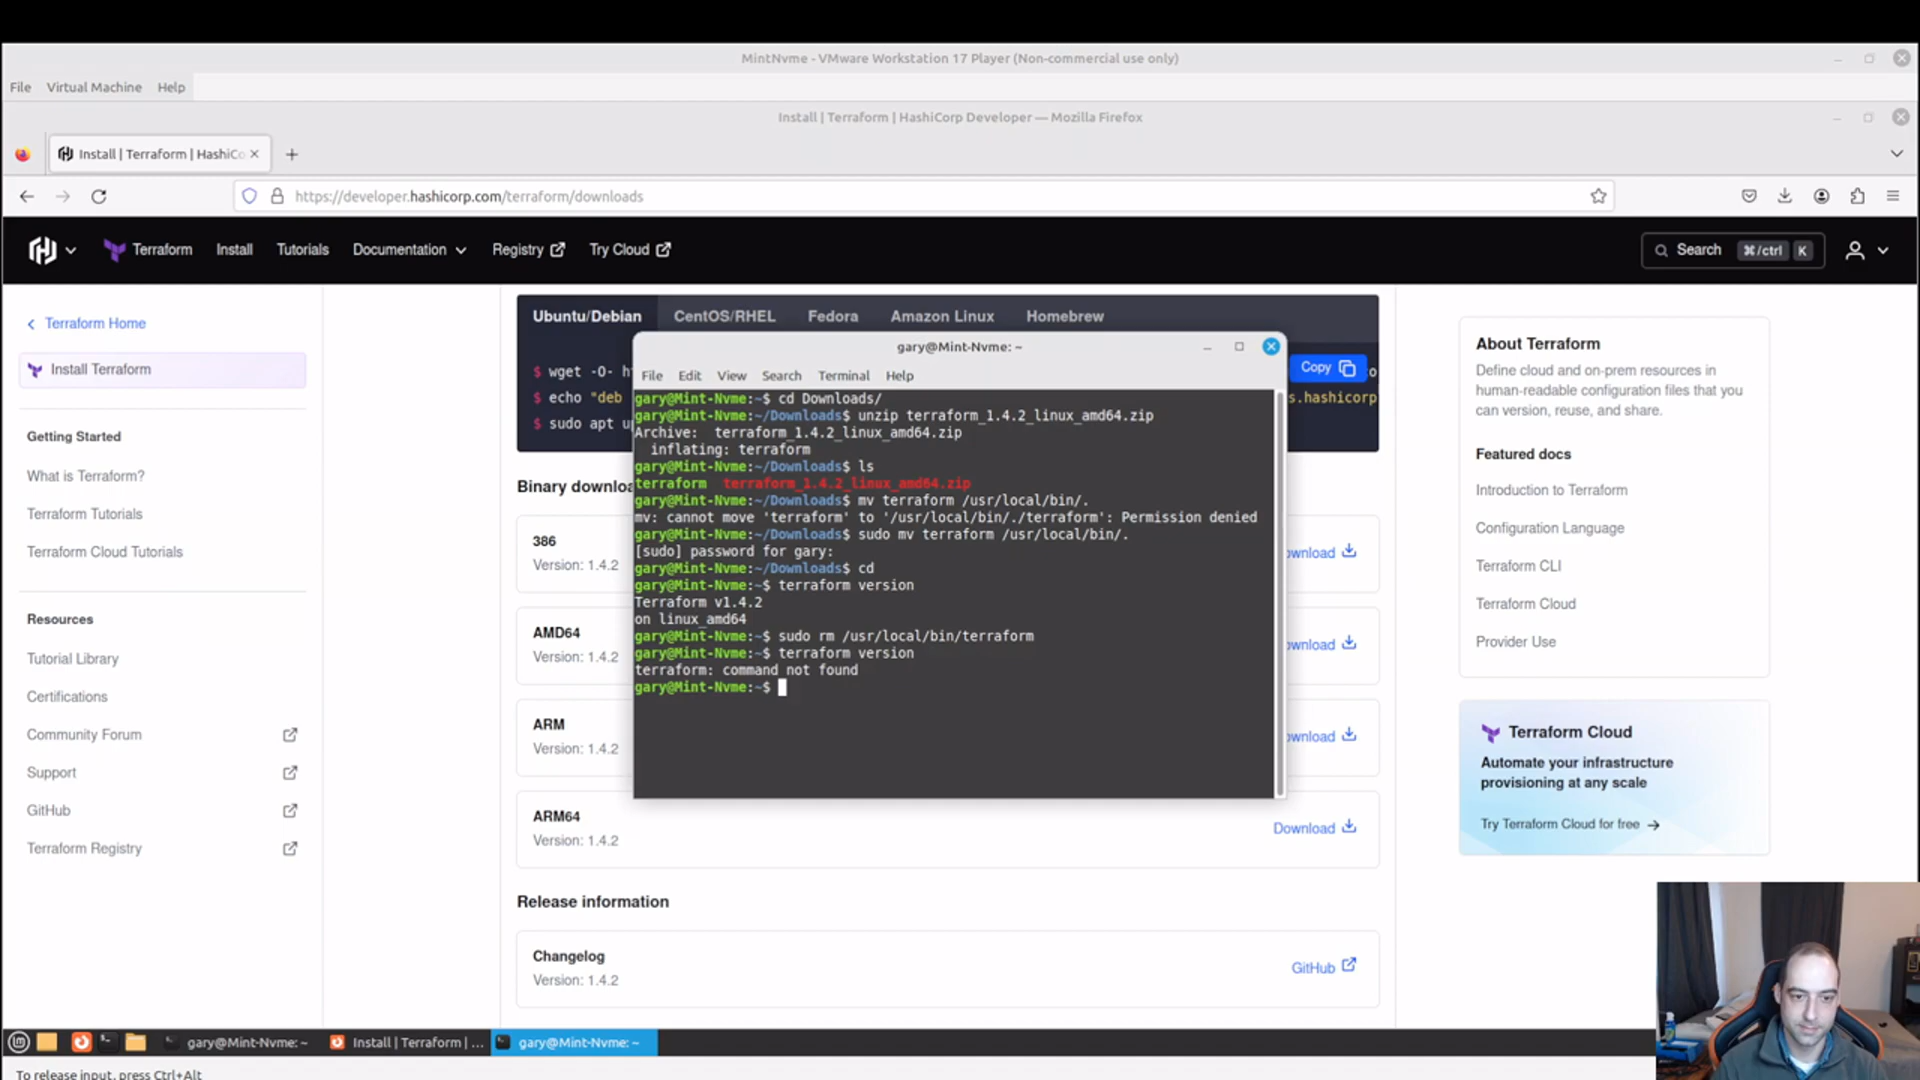 MintNvme - VMware Workstation 17 Player (Non-commercial use only)
File Virtual Machine Help
Install | Terraform | HashiCorp Developer — Mozilla Firefox
Install | Terraform | HashiCo
https://developer.hashicorp.com/terraform/downloads
Terraform Install Tutorials Documentation Registry Try Cloud Search ⌘/ctrl K
Terraform Home
Install Terraform
Getting Started
What is Terraform?
Terraform Tutorials
Terraform Cloud Tutorials
Resources
Tutorial Library
Certifications
Community Forum
Support
GitHub
Terraform Registry
Ubuntu/Debian CentOS/RHEL Fedora Amazon Linux Homebrew
$ wget -O- h
$ echo "deb s.hashicorp
$ sudo apt u
Copy
gary@Mint-Nvme: ~
File Edit View Search Terminal Help
gary@Mint-Nvme:~$ cd Downloads/
gary@Mint-Nvme:~/Downloads$ unzip terraform_1.4.2_linux_amd64.zip
Archive:  terraform_1.4.2_linux_amd64.zip
  inflating: terraform
gary@Mint-Nvme:~/Downloads$ ls
terraform  terraform_1.4.2_linux_amd64.zip
gary@Mint-Nvme:~/Downloads$ mv terraform /usr/local/bin/.
mv: cannot move 'terraform' to '/usr/local/bin/./terraform': Permission denied
gary@Mint-Nvme:~/Downloads$ sudo mv terraform /usr/local/bin/.
[sudo] password for gary:
gary@Mint-Nvme:~/Downloads$ cd
gary@Mint-Nvme:~$ terraform version
Terraform v1.4.2
on linux_amd64
gary@Mint-Nvme:~$ sudo rm /usr/local/bin/terraform
gary@Mint-Nvme:~$ terraform version
terraform: command not found
gary@Mint-Nvme:~$
Binary downloa
386
Version: 1.4.2
ownload
AMD64
Version: 1.4.2
ownload
ARM
Version: 1.4.2
ownload
ARM64
Version: 1.4.2
Download
Release information
Changelog
Version: 1.4.2
GitHub
About Terraform
Define cloud and on-prem resources in
human-readable configuration files that you
can version, reuse, and share.
Featured docs
Introduction to Terraform
Configuration Language
Terraform CLI
Terraform Cloud
Provider Use
Terraform Cloud
Automate your infrastructure
provisioning at any scale
Try Terraform Cloud for free →
gary@Mint-Nvme: ~ Install | Terraform | ... gary@Mint-Nvme: ~
To release input, press Ctrl+Alt